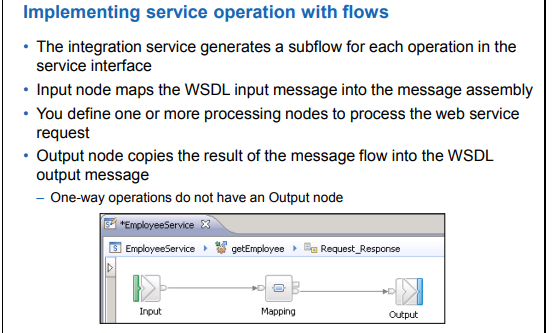 Implementing service operation with flows
• The integration service generates a subflow for each operation in the
service interface
• Input node maps the WSDL input message into the message assembly
• You define one or more processing nodes to process the web service
request
• Output node copies the result of the message flow into the WSDL
output message
– One-way operations do not have an Output node
*EmployeeService
EmployeeService getEmployee Request_Response
Input Mapping Output